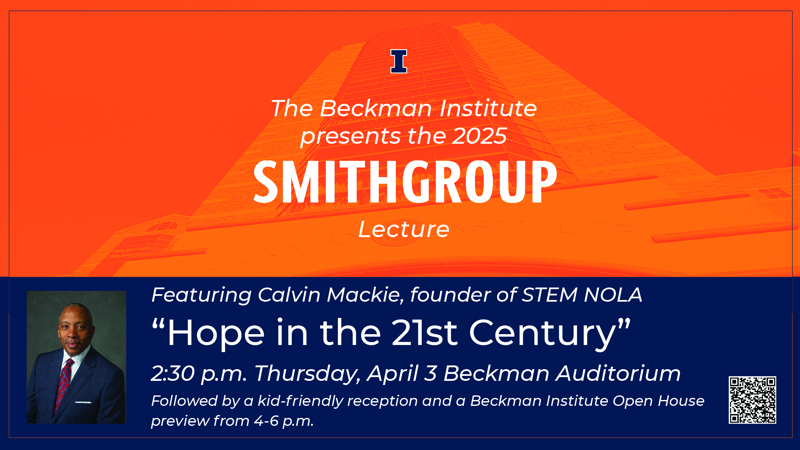 I
The Beckman Institute
presents the 2025
SMITHGROUP
Lecture
Featuring Calvin Mackie, founder of STEM NOLA
“Hope in the 21st Century”
2:30 p.m. Thursday, April 3 Beckman Auditorium
Followed by a kid-friendly reception and a Beckman Institute Open House
preview from 4-6 p.m.